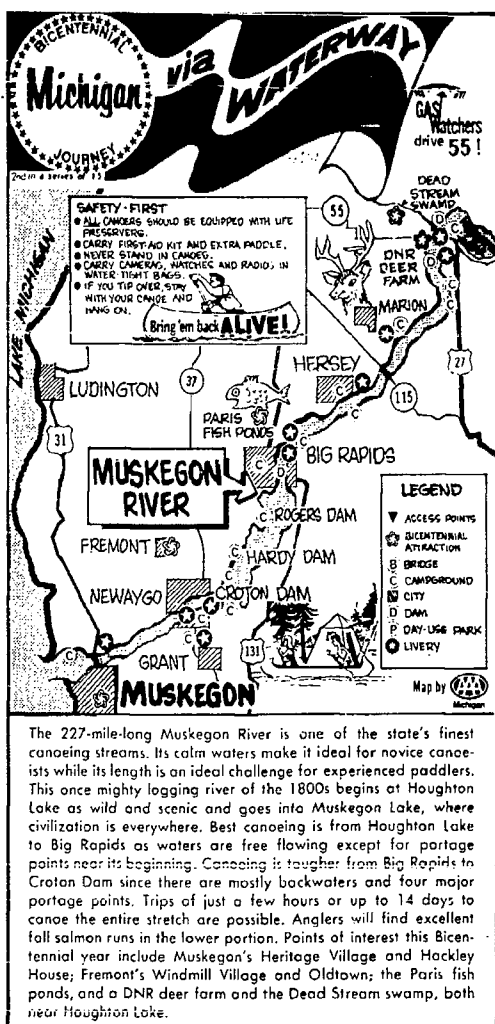 BICENTENNIAL
Michigan
JOURNEY
via WATERWAY
2nd in a series of 15
GAS
Watchers
drive 55!
SAFETY-FIRST
ALL CANOERS SHOULD BE EQUIPPED WITH LIFE
PRESERVERS.
CARRY FIRST-AID KIT AND EXTRA PADDLE.
NEVER STAND IN CANOES.
CARRY CAMERAS, WATCHES AND RADIOS IN
WATER-TIGHT BAGS.
IF YOU TIP OVER, STAY
WITH YOUR CANOE AND
HANG ON.
Bring 'em back ALIVE!
55
DEAD
STREAM
SWAMP
D
B
DNR
DEER
FARM
MARION
C
C
C
LAKE MICHIGAN
LUDINGTON
31
37
HERSEY
C
C
27
115
PARIS
FISH PONDS
BIG RAPIDS
C
D
MUSKEGON
RIVER
C
ROGERS DAM
FREMONT
C
HARDY DAM
NEWAYGO
CROTON DAM
C
C
C
GRANT
131
MUSKEGON
LEGEND
ACCESS POINTS
BICENTENNIAL
ATTRACTION
B BRIDGE
C CAMPGROUND
CITY
D DAM
P DAY-USE PARK
LIVERY
Map by
Michigan
The 227-mile-long Muskegon River is one of the state's finest
canoeing streams. Its calm waters make it ideal for novice canoe-
ists while its length is an ideal challenge for experienced paddlers.
This once mighty logging river of the 1800s begins at Houghton
Lake as wild and scenic and goes into Muskegon Lake, where
civilization is everywhere. Best canoeing is from Houghton Lake
to Big Rapids as waters are free flowing except for portage
points near its beginning. Canoeing is tougher from Big Rapids to
Croton Dam since there are mostly backwaters and four major
portage points. Trips of just a few hours or up to 14 days to
canoe the entire stretch are possible. Anglers will find excellent
fall salmon runs in the lower portion. Points of interest this Bicen-
tennial year include Muskegon's Heritage Village and Hackley
House; Fremont's Windmill Village and Oldtown; the Paris fish
ponds, and a DNR deer farm and the Dead Stream swamp, both
near Houghton Lake.